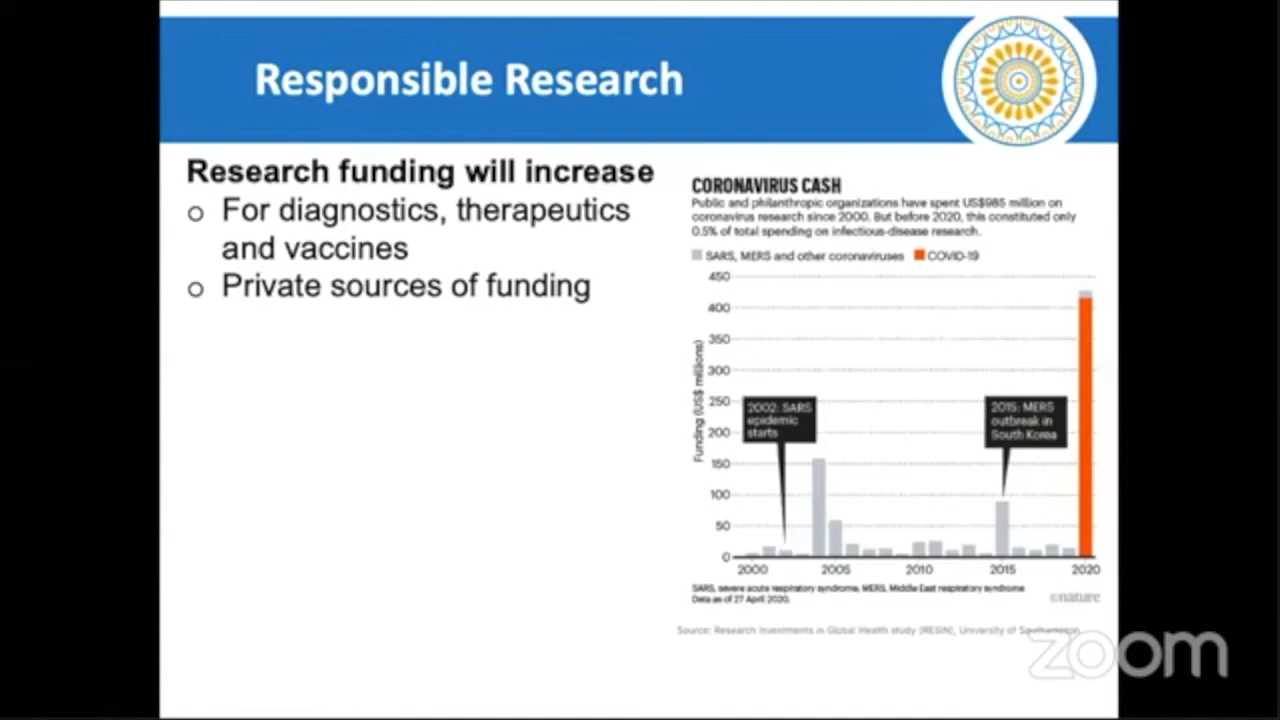 Responsible Research
Research funding will increase
o For diagnostics, therapeutics
and vaccines
o Private sources of funding
CORONAVIRUS CASH
Public and philanthropic organizations have spent US$985 million on
coronavirus research since 2000. But before 2020, this constituted only
0.5% of total spending on infectious-disease research.
SARS, MERS and other coronaviruses COVID-19
Funding (US$ millions)
450
400
350
300
250
200
150
100
50
0
2002: SARS
epidemic
starts
2015: MERS
outbreak in
South Korea
2000 2005 2010 2015 2020
SARS, severe acute respiratory syndrome, MERS, Middle East respiratory syndrome
Data as of 27 April 2020.
©nature
Source: Research Investments in Global Health study (RESIN), University of Southampton
zoom